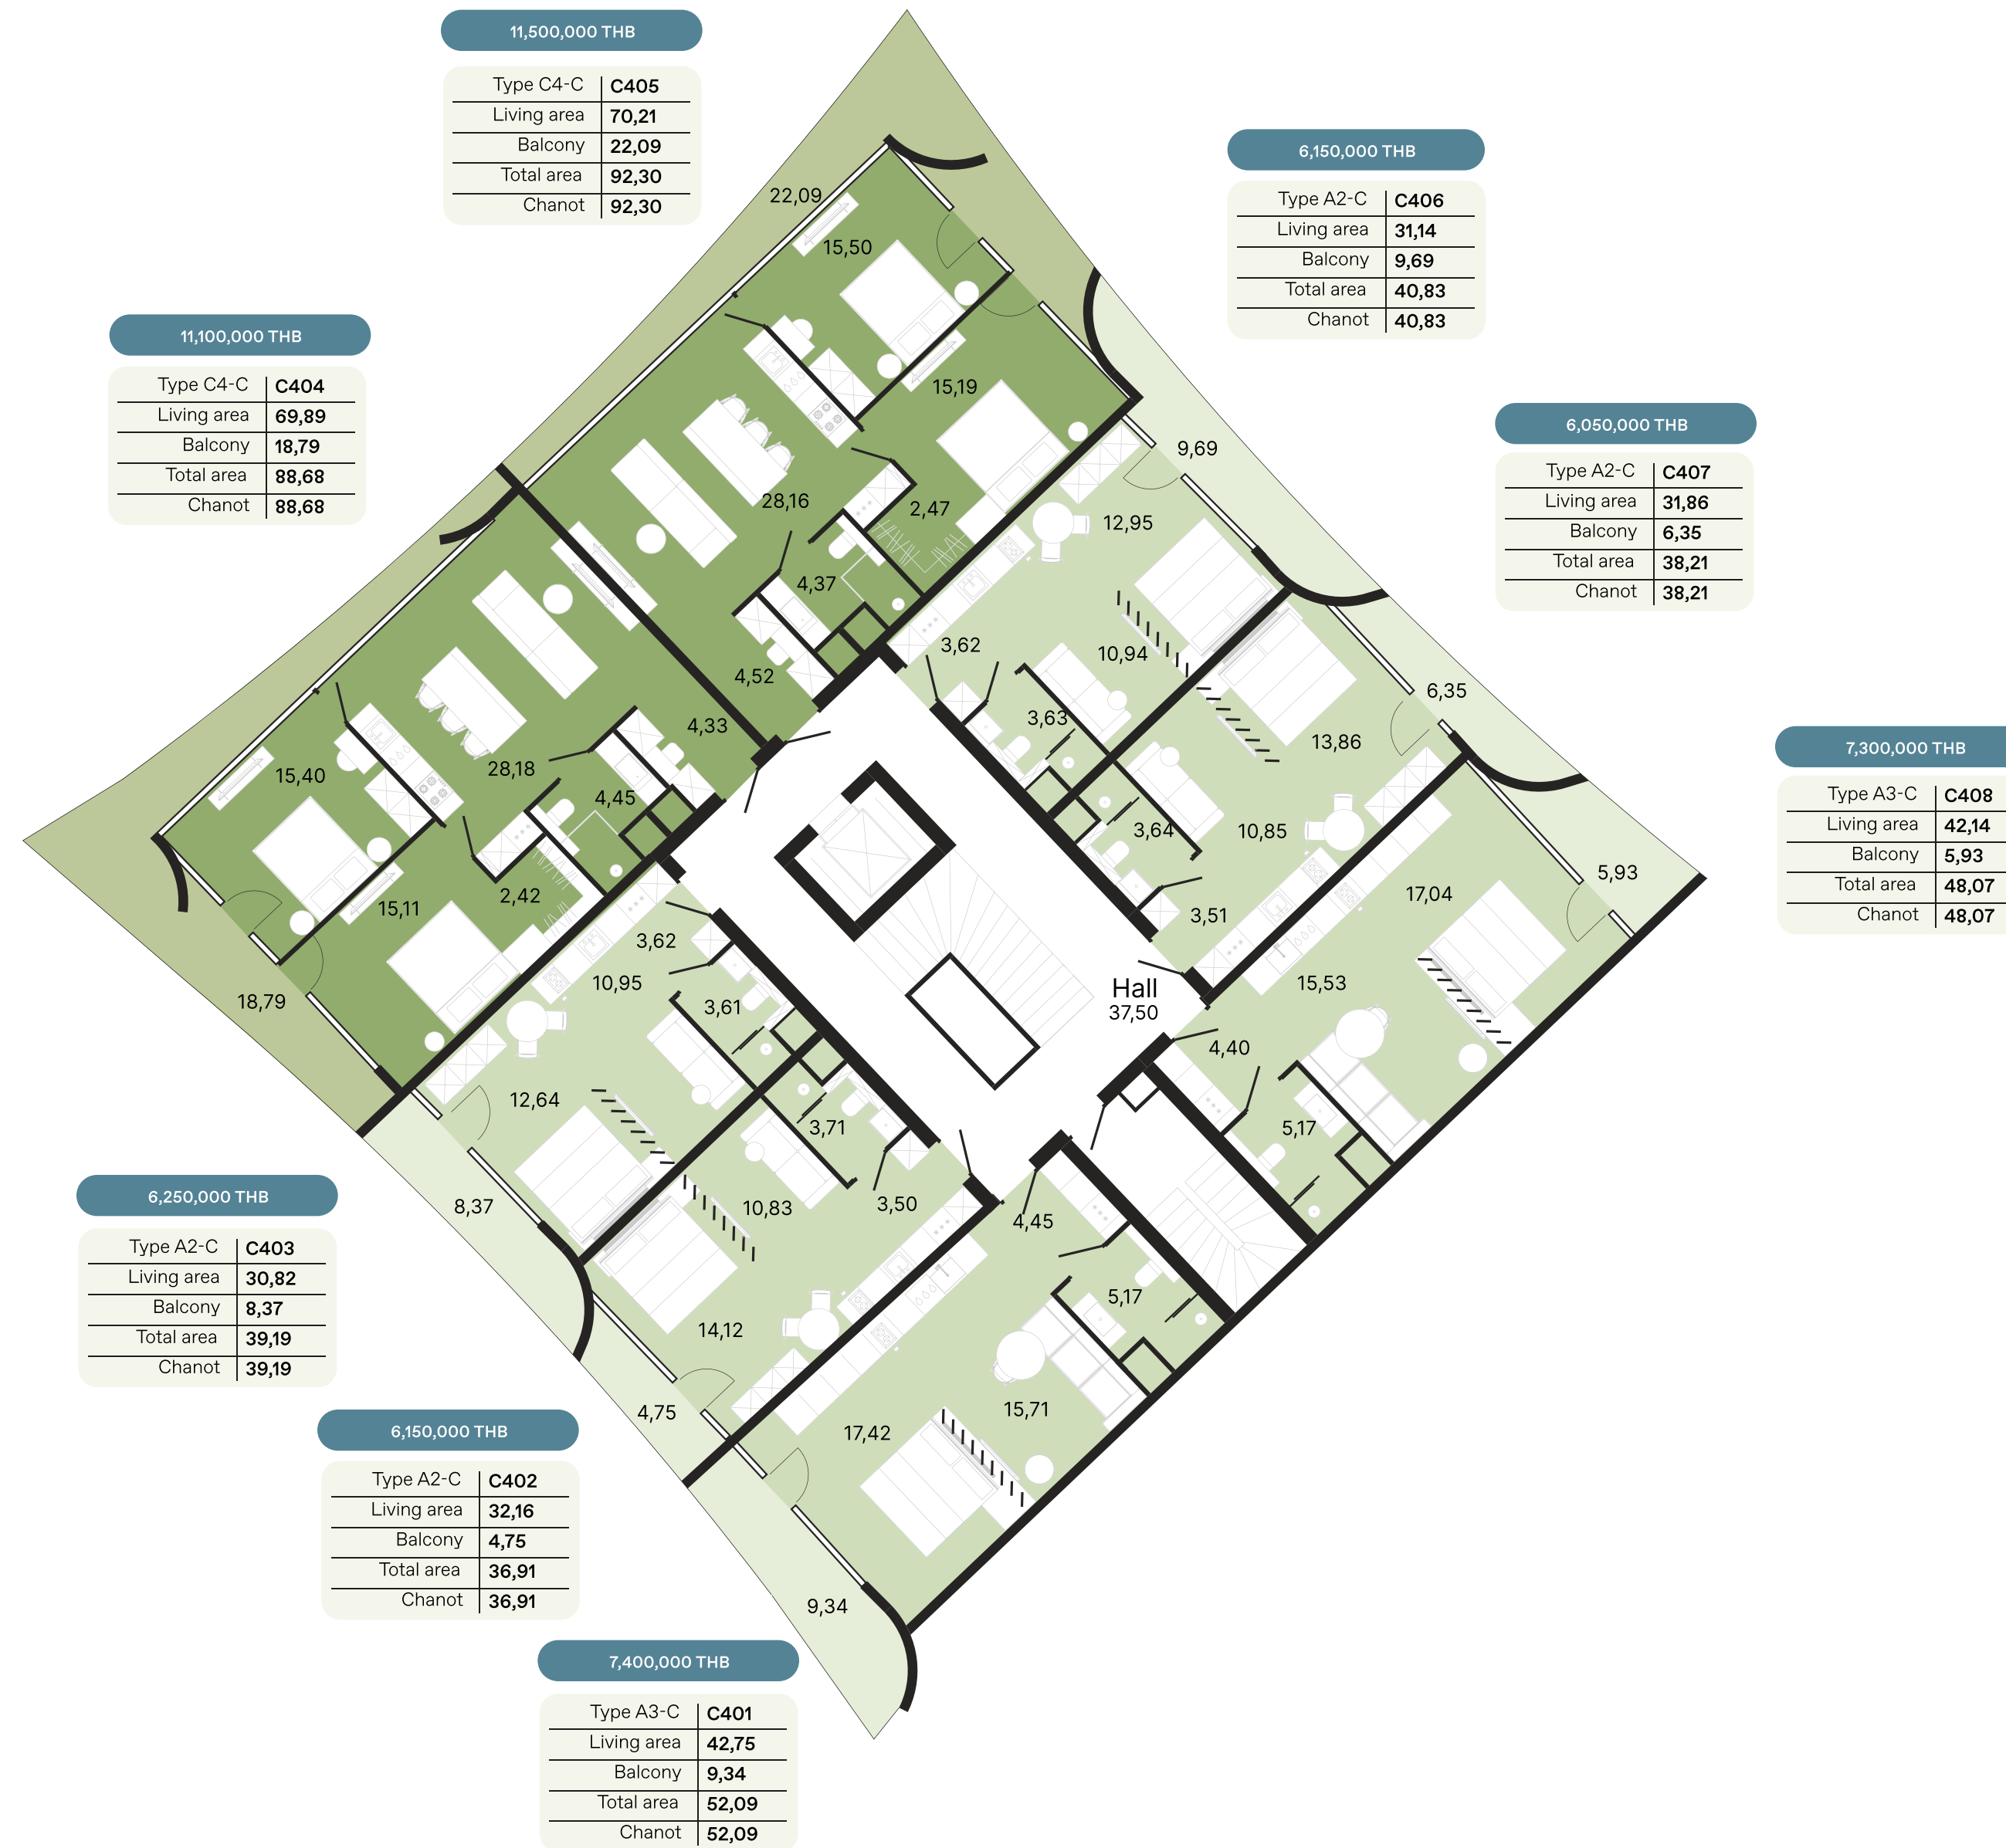 11,500,000 THB
Type C4-C C405
Living area 70,21
Balcony 22,09
Total area 92,30
Chanot 92,30
6,150,000 THB
Type A2-C C406
Living area 31,14
Balcony 9,69
Total area 40,83
Chanot 40,83
11,100,000 THB
Type C4-C C404
Living area 69,89
Balcony 18,79
Total area 88,68
Chanot 88,68
6,050,000 THB
Type A2-C C407
Living area 31,86
Balcony 6,35
Total area 38,21
Chanot 38,21
7,300,000 THB
Type A3-C C408
Living area 42,14
Balcony 5,93
Total area 48,07
Chanot 48,07
22,09
15,50
15,19
28,16
2,47
4,37
4,52
4,33
9,69
12,95
3,62
10,94
3,63
6,35
13,86
3,64
10,85
3,51
5,93
17,04
15,53
4,40
5,17
15,40
28,18
4,45
15,11
2,42
18,79
3,62
10,95
3,61
12,64
8,37
3,71
10,83
3,50
14,12
4,75
Hall
37,50
4,45
5,17
15,71
17,42
9,34
6,250,000 THB
Type A2-C C403
Living area 30,82
Balcony 8,37
Total area 39,19
Chanot 39,19
6,150,000 THB
Type A2-C C402
Living area 32,16
Balcony 4,75
Total area 36,91
Chanot 36,91
7,400,000 THB
Type A3-C C401
Living area 42,75
Balcony 9,34
Total area 52,09
Chanot 52,09